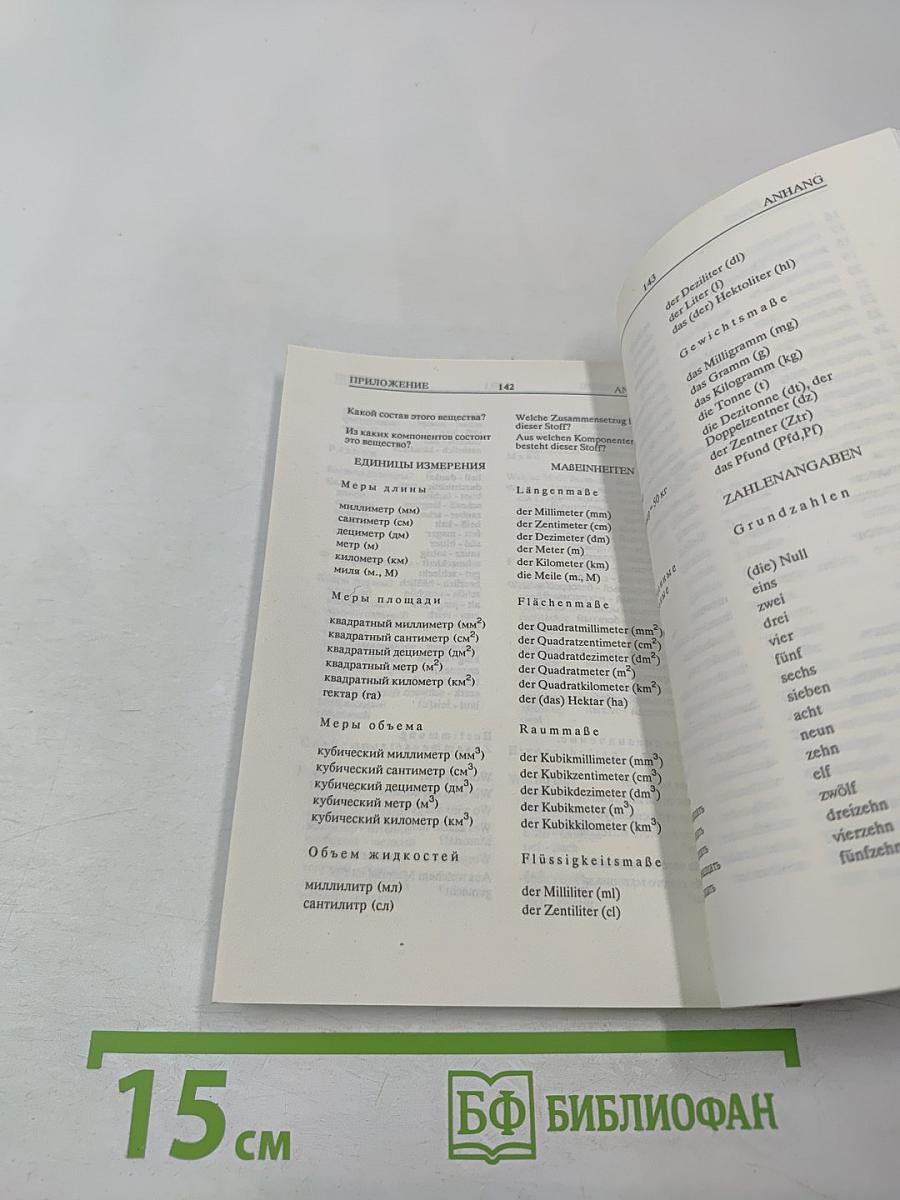 ПРИЛОЖЕНИЕ 142
Какой состав этого вещества?
Из каких компонентов состоит
это вещество?
ЕДИНИЦЫ ИЗМЕРЕНИЯ
Меры длины
миллиметр (мм)
сантиметр (см)
дециметр (дм)
метр (м)
километр (км)
миля (м., М)
Меры площади
квадратный миллиметр (мм²)
квадратный сантиметр (см²)
квадратный дециметр (дм²)
квадратный метр (м²)
квадратный километр (км²)
гектар (га)
Меры объема
кубический миллиметр (мм³)
кубический сантиметр (см³)
кубический дециметр (дм³)
кубический метр (м³)
кубический километр (км³)
Объем жидкостей
миллилитр (мл)
сантилитр (сл)
Welche Zusammensetzug
dieser Stoff?
Aus welchen Komponenten
besteht dieser Stoff?
MAßEINHEITEN
Längenmaße
der Millimeter (mm)
der Zentimeter (cm)
der Dezimeter (dm)
der Meter (m)
der Kilometer (km)
die Meile (m., M)
Flächenmaße
der Quadratmillimeter (mm²)
der Quadratzentimeter (cm²)
der Quadratdezimeter (dm²)
der Quadratmeter (m²)
der Quadratkilometer (km²)
der (das) Hektar (ha)
Raummaße
der Kubikmillimeter (mm³)
der Kubikzentimeter (cm³)
der Kubikdezimeter (dm³)
der Kubikmeter (m³)
der Kubikkilometer (km³)
Flüssigkeitsmaße
der Milliliter (ml)
der Zentiliter (cl)
143 ANHANG
der Deziliter (dl)
der Liter (l)
das (der) Hektoliter (hl)
Gewichtsmaße
das Milligramm (mg)
das Gramm (g)
das Kilogramm (kg)
die Tonne (t)
die Dezitonne (dt), der
Doppelzentner (dz)
der Zentner (Ztr)
das Pfund (Pfd,Pf)
ZAHLENANGABEN
Grundzahlen
(die) Null
eins
zwei
drei
vier
fünf
sechs
sieben
acht
neun
zehn
elf
zwölf
dreizehn
vierzehn
fünfzehn
15 см
БФ БИБЛИОФАН